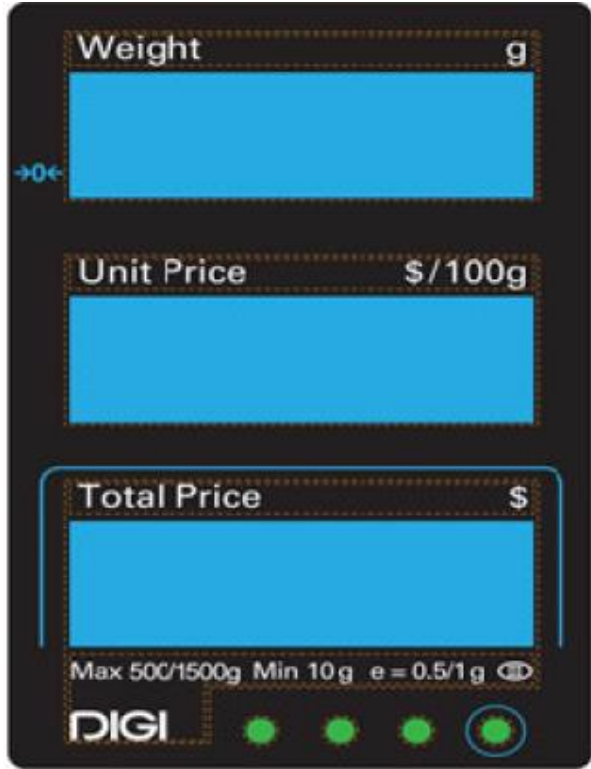 Weight g
→0←
Unit Price $/100g
Total Price $
Max 500/1500g Min 10g e = 0.5/1g
DIGI